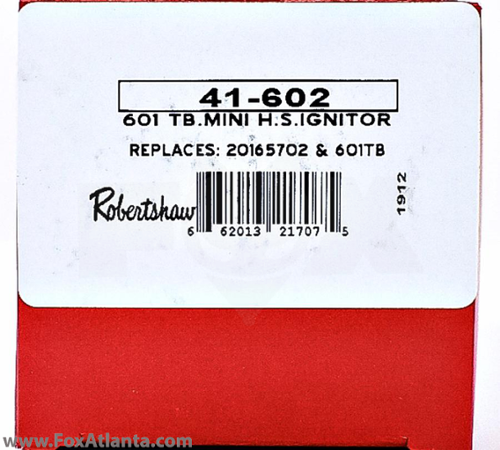 41-602
601 TB.MINI H.S.IGNITOR
REPLACES: 20165702 & 601TB
Robertshaw
6 62013 21707 5
1912
www.FoxAtlanta.com